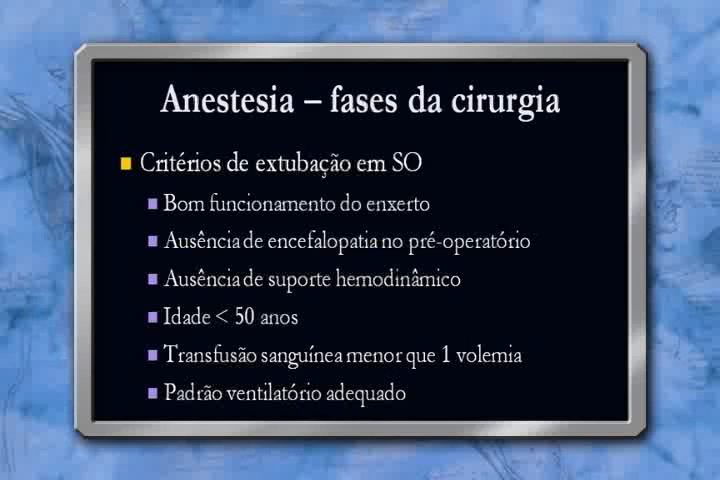 Anestesia – fases da cirurgia
Critérios de extubação em SO
Bom funcionamento do enxerto
Ausência de encefalopatia no pré-operatório
Ausência de suporte hemodinâmico
Idade < 50 anos
Transfusão sanguínea menor que 1 volemia
Padrão ventilatório adequado